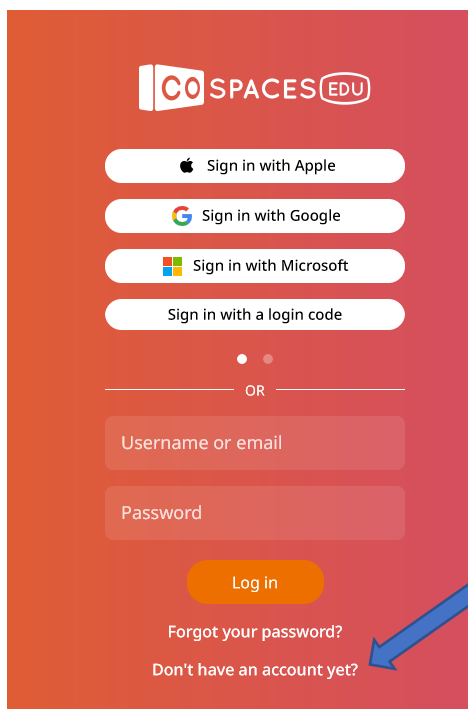 CO SPACES EDU
Sign in with Apple
Sign in with Google
Sign in with Microsoft
Sign in with a login code
OR
Username or email
Password
Log in
Forgot your password?
Don't have an account yet?